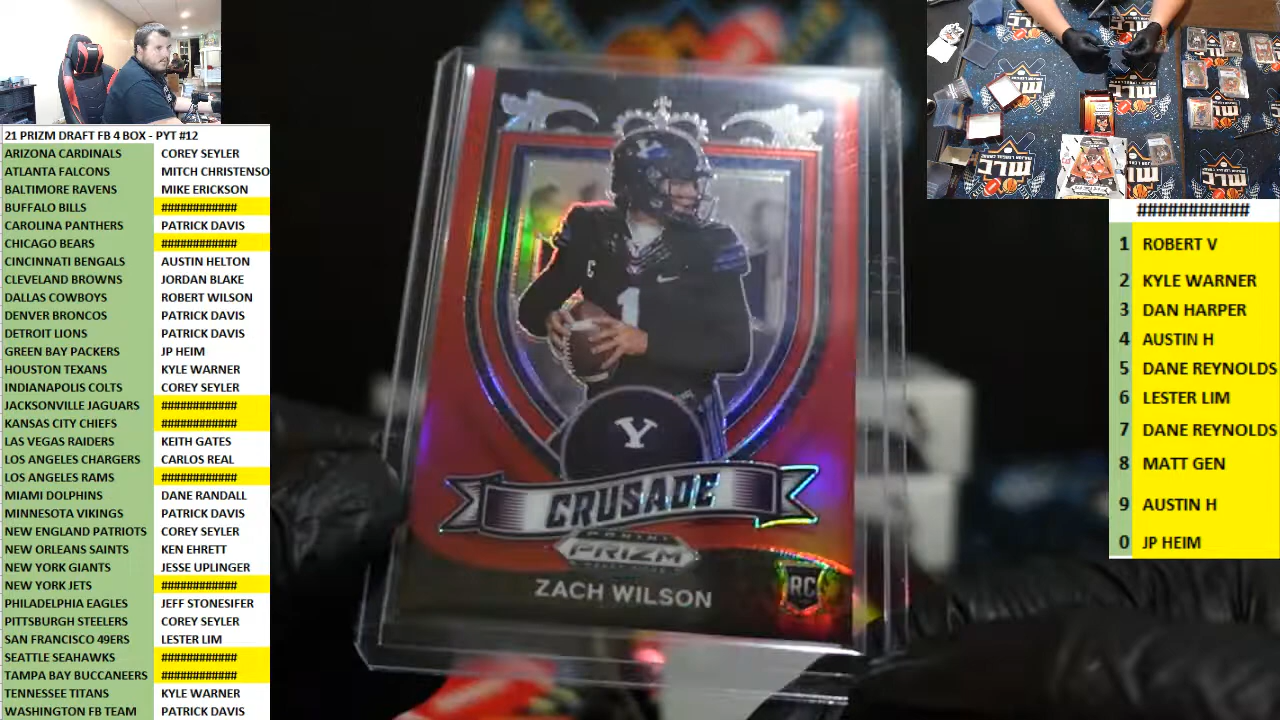 21 PRIZM DRAFT FB 4 BOX - PYT #12
ARIZONA CARDINALS COREY SEYLER
ATLANTA FALCONS MITCH CHRISTENSO
BALTIMORE RAVENS MIKE ERICKSON
BUFFALO BILLS ############
CAROLINA PANTHERS PATRICK DAVIS
CHICAGO BEARS ############
CINCINNATI BENGALS AUSTIN HELTON
CLEVELAND BROWNS JORDAN BLAKE
DALLAS COWBOYS ROBERT WILSON
DENVER BRONCOS PATRICK DAVIS
DETROIT LIONS PATRICK DAVIS
GREEN BAY PACKERS JP HEIM
HOUSTON TEXANS KYLE WARNER
INDIANAPOLIS COLTS COREY SEYLER
JACKSONVILLE JAGUARS ############
KANSAS CITY CHIEFS ############
LAS VEGAS RAIDERS KEITH GATES
LOS ANGELES CHARGERS CARLOS REAL
LOS ANGELES RAMS ############
MIAMI DOLPHINS DANE RANDALL
MINNESOTA VIKINGS PATRICK DAVIS
NEW ENGLAND PATRIOTS COREY SEYLER
NEW ORLEANS SAINTS KEN EHRETT
NEW YORK GIANTS JESSE UPLINGER
NEW YORK JETS ############
PHILADELPHIA EAGLES JEFF STONESIFER
PITTSBURGH STEELERS COREY SEYLER
SAN FRANCISCO 49ERS LESTER LIM
SEATTLE SEAHAWKS ############
TAMPA BAY BUCCANEERS ############
TENNESSEE TITANS KYLE WARNER
WASHINGTON FB TEAM PATRICK DAVIS
Y
C
1
Y
CRUSADE
PANINI
PRIZM
ZACH WILSON
RC
MLC
###########
1 ROBERT V
2 KYLE WARNER
3 DAN HARPER
4 AUSTIN H
5 DANE REYNOLDS
6 LESTER LIM
7 DANE REYNOLDS
8 MATT GEN
9 AUSTIN H
0 JP HEIM